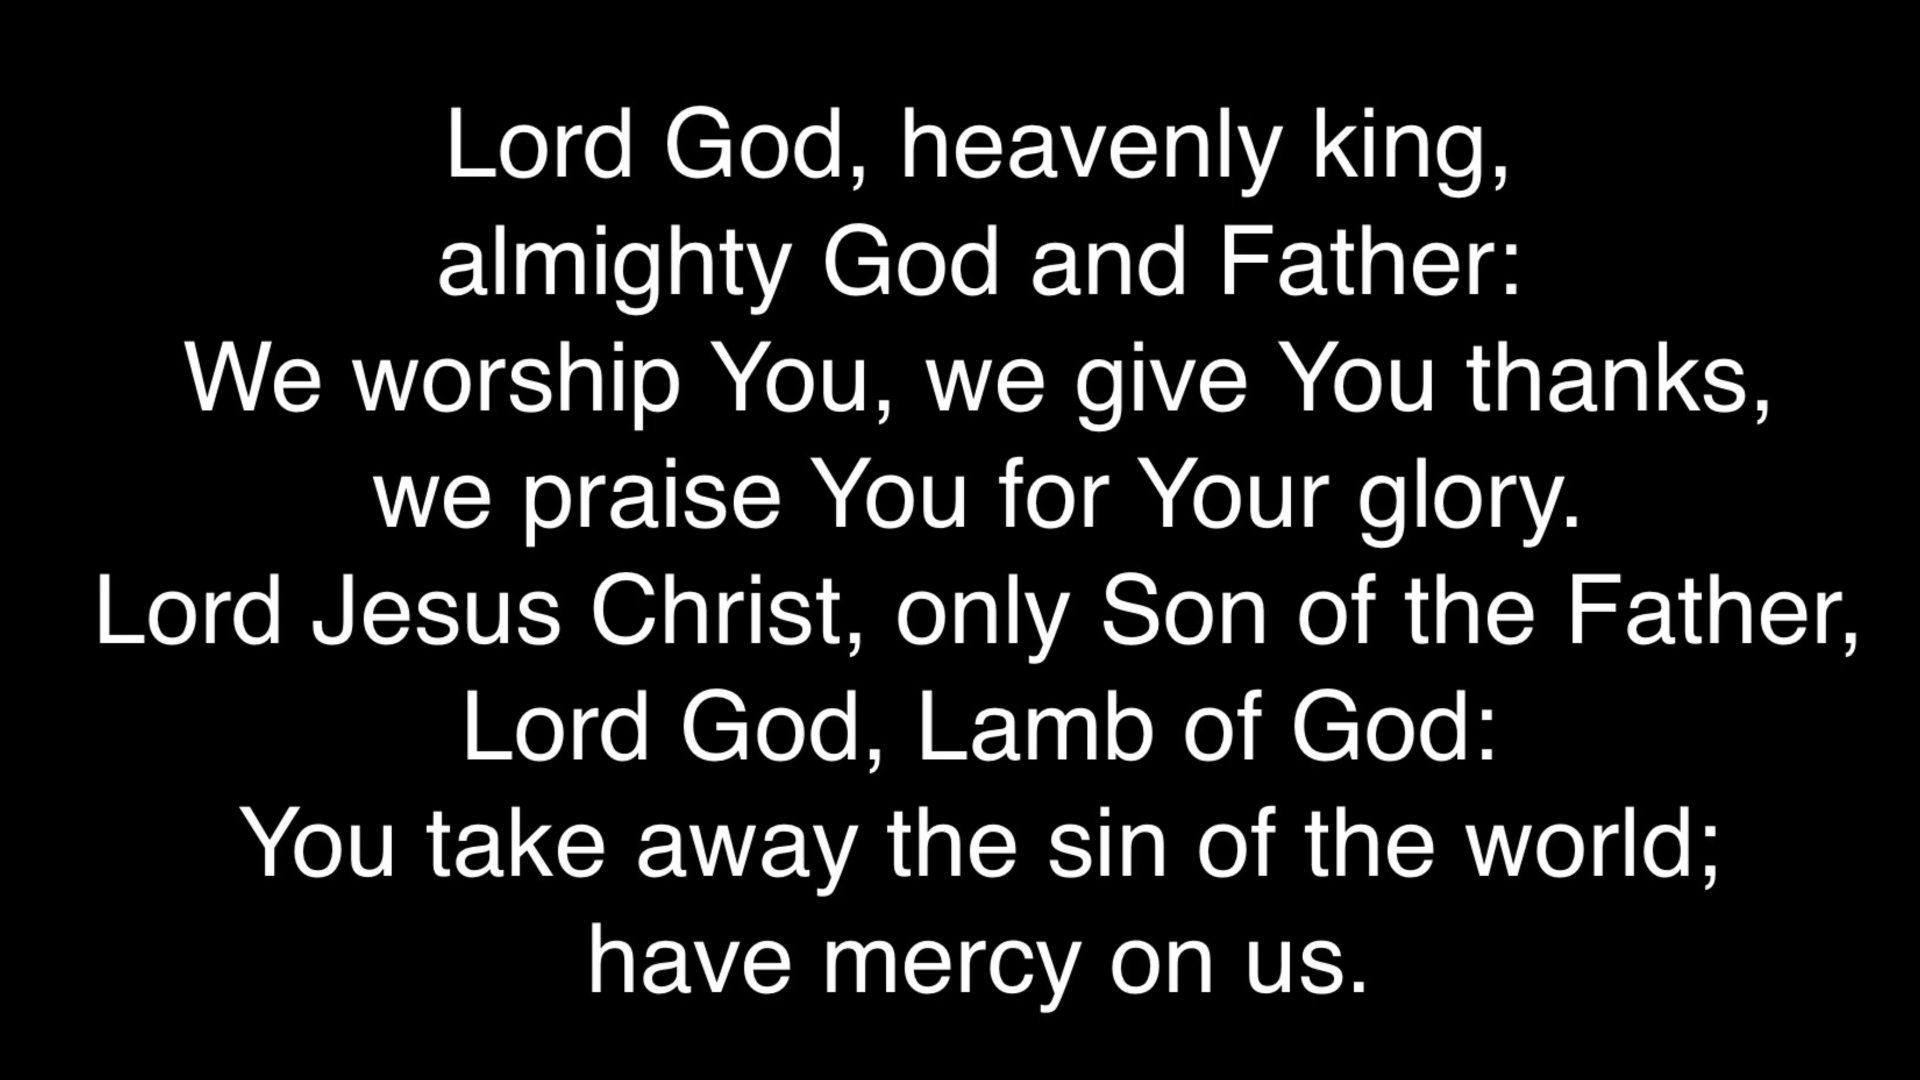 Lord God, heavenly king,
almighty God and Father:
We worship You, we give You thanks,
we praise You for Your glory.
Lord Jesus Christ, only Son of the Father,
Lord God, Lamb of God:
You take away the sin of the world;
have mercy on us.